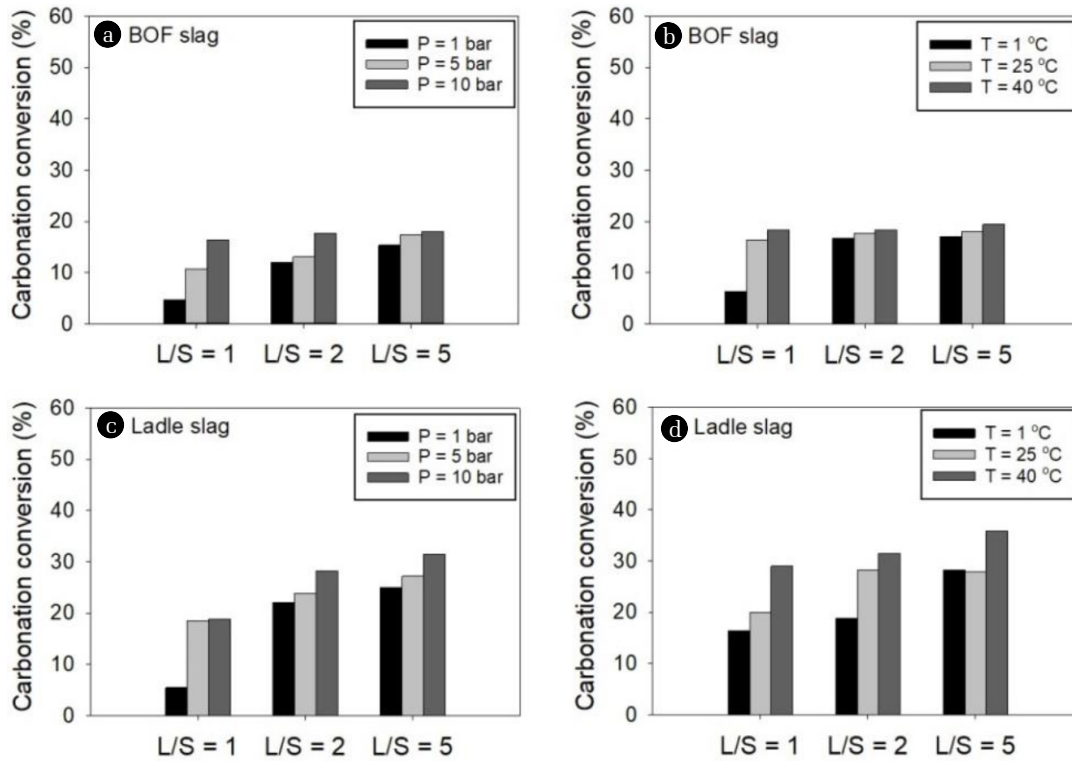 Carbonation conversion (%)
60
50
40
30
20
10
0
a BOF slag
P = 1 bar
P = 5 bar
P = 10 bar
L/S = 1 L/S = 2 L/S = 5
Carbonation conversion (%)
60
50
40
30
20
10
0
b BOF slag
T = 1 °C
T = 25 °C
T = 40 °C
L/S = 1 L/S = 2 L/S = 5
Carbonation conversion (%)
60
50
40
30
20
10
0
c Ladle slag
P = 1 bar
P = 5 bar
P = 10 bar
L/S = 1 L/S = 2 L/S = 5
Carbonation conversion (%)
60
50
40
30
20
10
0
d Ladle slag
T = 1 °C
T = 25 °C
T = 40 °C
L/S = 1 L/S = 2 L/S = 5